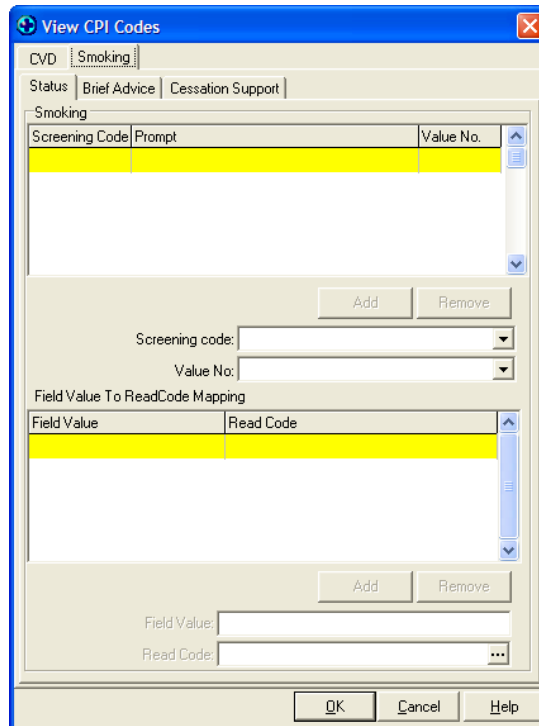 View CPI Codes
CVD Smoking
Status Brief Advice Cessation Support
Smoking
Screening Code Prompt Value No.
Add Remove
Screening code:
Value No:
Field Value To ReadCode Mapping
Field Value Read Code
Add Remove
Field Value:
Read Code: ...
OK Cancel Help